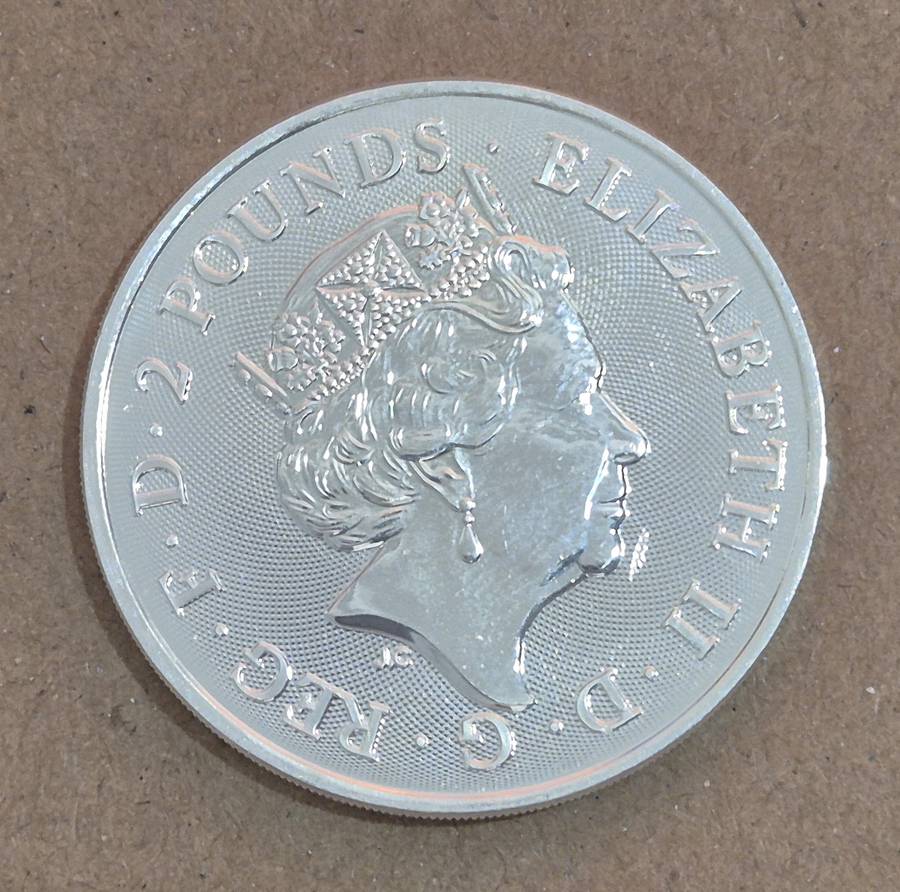 ELIZABETH II · D · G · REG · F · D · 2 POUNDS ·
JC